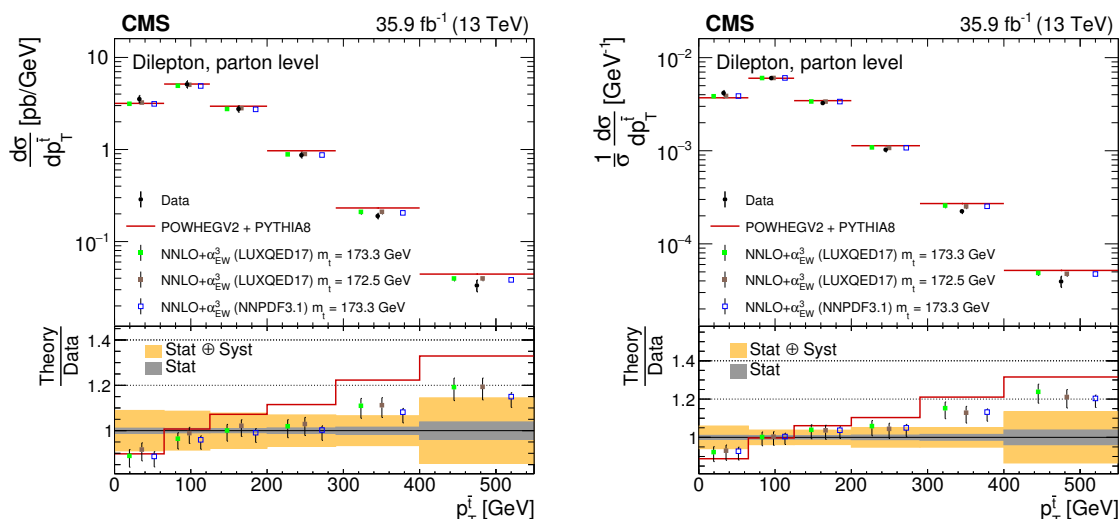 CMS 35.9 fb⁻¹ (13 TeV)
dσ/dp_T^t̄ [pb/GeV]
10
1
10⁻¹
Dilepton, parton level
Data
POWHEGV2 + PYTHIA8
NNLO+α³_EW (LUXQED17) m_t = 173.3 GeV
NNLO+α³_EW (LUXQED17) m_t = 172.5 GeV
NNLO+α³_EW (NNPDF3.1) m_t = 173.3 GeV
Theory/Data
1.4
1.2
1
Stat ⊕ Syst
Stat
0 100 200 300 400 500
p_T^t̄ [GeV]
CMS 35.9 fb⁻¹ (13 TeV)
1/σ dσ/dp_T^t̄ [GeV⁻¹]
10⁻²
10⁻³
10⁻⁴
Dilepton, parton level
Data
POWHEGV2 + PYTHIA8
NNLO+α³_EW (LUXQED17) m_t = 173.3 GeV
NNLO+α³_EW (LUXQED17) m_t = 172.5 GeV
NNLO+α³_EW (NNPDF3.1) m_t = 173.3 GeV
Theory/Data
1.4
1.2
1
Stat ⊕ Syst
Stat
0 100 200 300 400 500
p_T^t̄ [GeV]